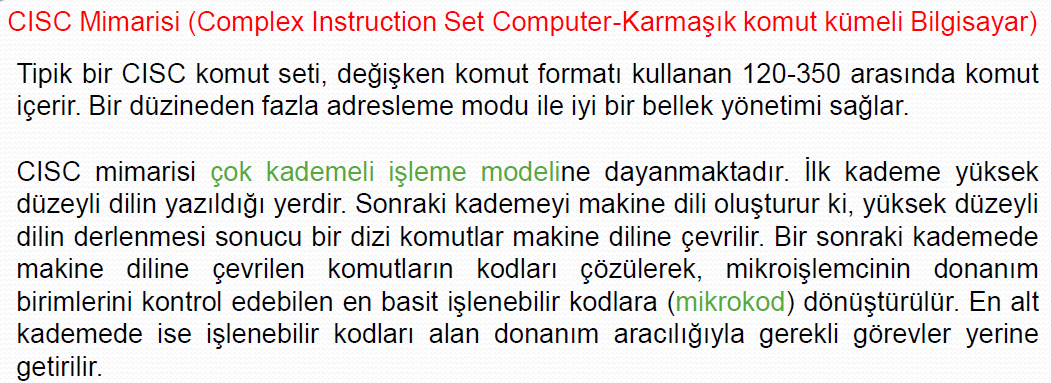 CISC Mimarisi (Complex Instruction Set Computer-Karmaşık komut kümeli Bilgisayar)
Tipik bir CISC komut seti, değişken komut formatı kullanan 120-350 arasında komut
içerir. Bir düzineden fazla adresleme modu ile iyi bir bellek yönetimi sağlar.
CISC mimarisi çok kademeli işleme modeline dayanmaktadır. İlk kademe yüksek
düzeyli dilin yazıldığı yerdir. Sonraki kademeyi makine dili oluşturur ki, yüksek düzeyli
dilin derlenmesi sonucu bir dizi komutlar makine diline çevrilir. Bir sonraki kademede
makine diline çevrilen komutların kodları çözülerek, mikroişlemcinin donanım
birimlerini kontrol edebilen en basit işlenebilir kodlara (mikrokod) dönüştürülür. En alt
kademede ise işlenebilir kodları alan donanım aracılığıyla gerekli görevler yerine
getirilir.